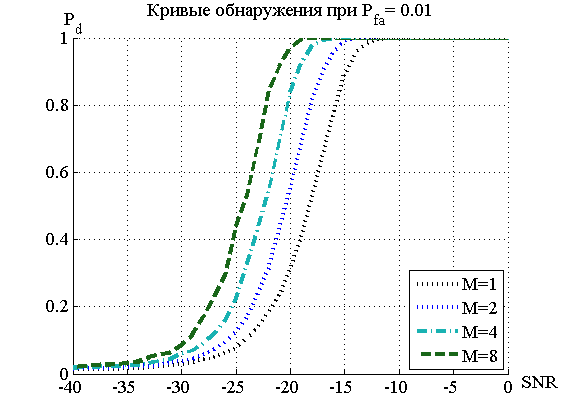 Кривые обнаружения при P_fa = 0.01
P_d
1
0.8
0.6
0.4
0.2
0
-40 -35 -30 -25 -20 -15 -10 -5 0 SNR
M=1
M=2
M=4
M=8